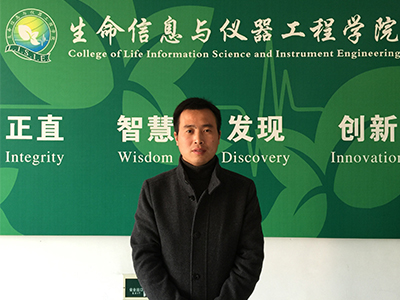 生命信息与仪器工程学院
College of Life Information Science and Instrument Engineering
正直 智慧 发现 创新
Integrity Wisdom Discovery Innovation